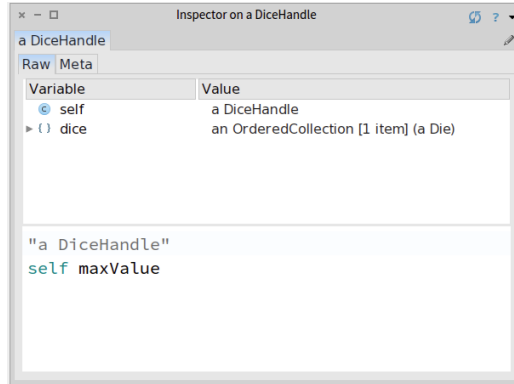 Inspector on a DiceHandle ?
a DiceHandle
Raw Meta
Variable Value
c self a DiceHandle
{ } dice an OrderedCollection [1 item] (a Die)
"a DiceHandle"
self maxValue